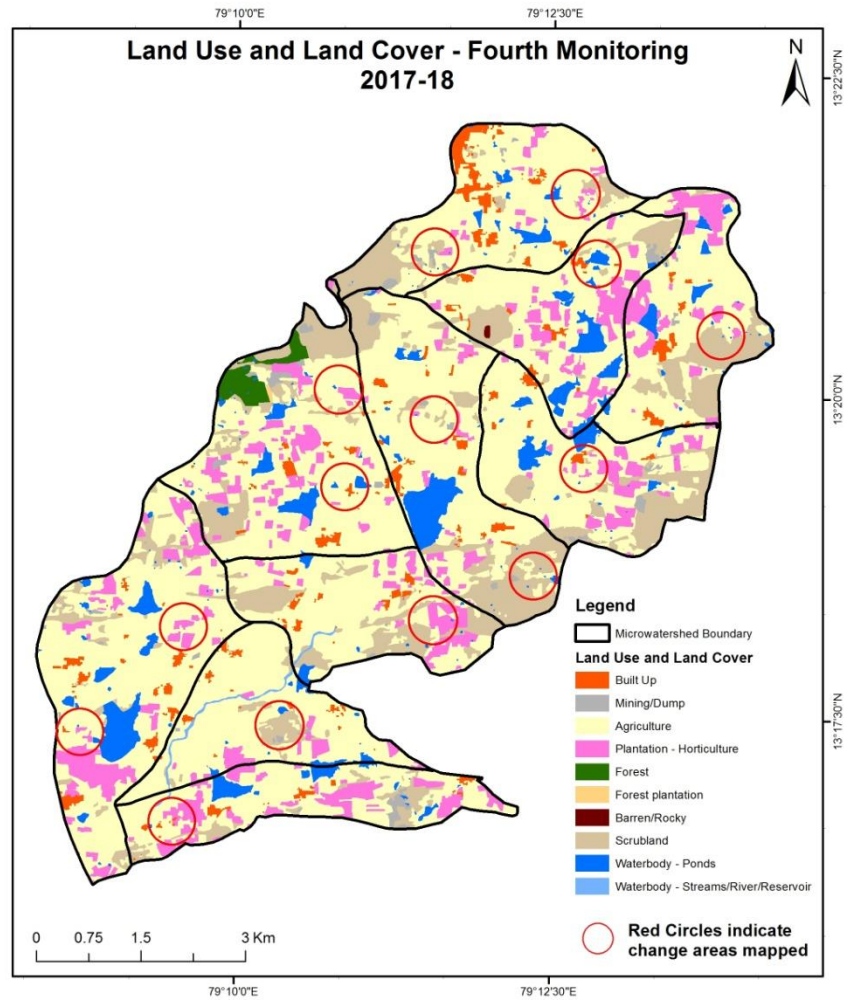 79°10'0"E
79°12'30"E
Land Use and Land Cover - Fourth Monitoring
2017-18
N
13°22'30"N
13°20'0"N
13°17'30"N
Legend
Microwatershed Boundary
Land Use and Land Cover
Built Up
Mining/Dump
Agriculture
Plantation - Horticulture
Forest
Forest plantation
Barren/Rocky
Scrubland
Waterbody - Ponds
Waterbody - Streams/River/Reservoir
Red Circles indicate
change areas mapped
0 0.75 1.5 3 Km
79°10'0"E
79°12'30"E